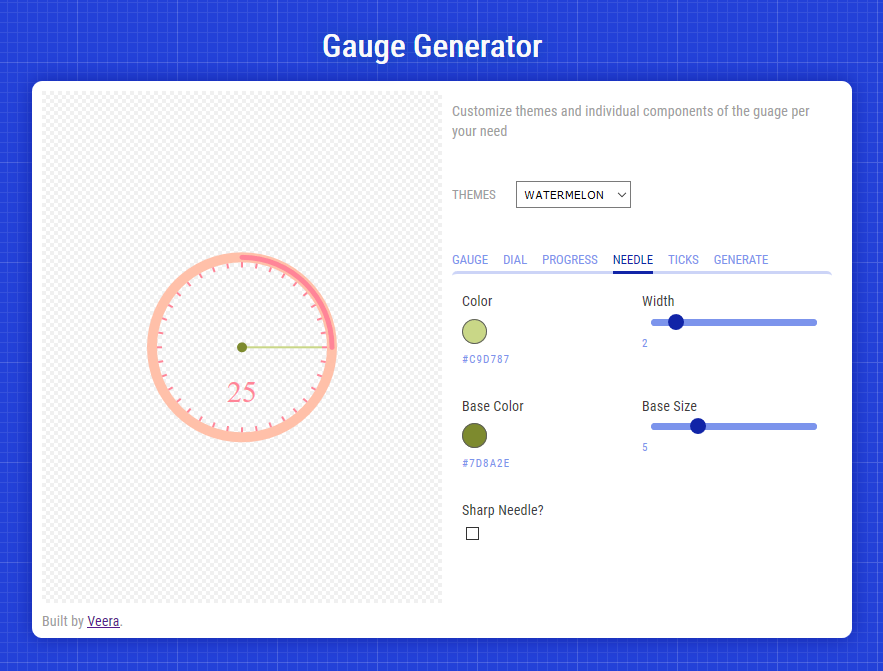 Gauge Generator
Customize themes and individual components of the guage per
your need
THEMES WATERMELON
GAUGE DIAL PROGRESS NEEDLE TICKS GENERATE
Color Width
2
#C9D787
Base Color Base Size
5
#7D8A2E
Sharp Needle?
25
Built by Veera.